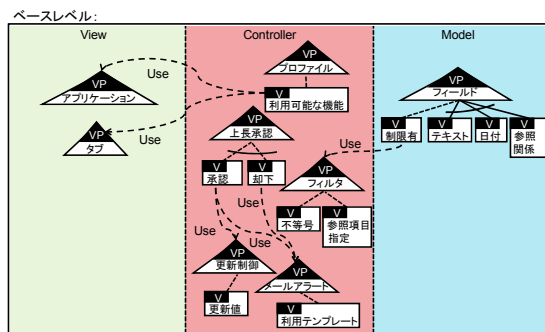 ベースレベル:
View
Controller
Model
VP
プロファイル
Use
VP
アプリケーション
V
利用可能な機能
VP
フィールド
VP
タブ
Use
VP
上長承認
V
制限有
V
テキスト
V
日付
V
参照
関係
Use
V
承認
V
却下
VP
フィルタ
V
不等号
V
参照項目
指定
Use
Use
VP
更新制御
VP
メールアラート
V
更新値
V
利用テンプレート